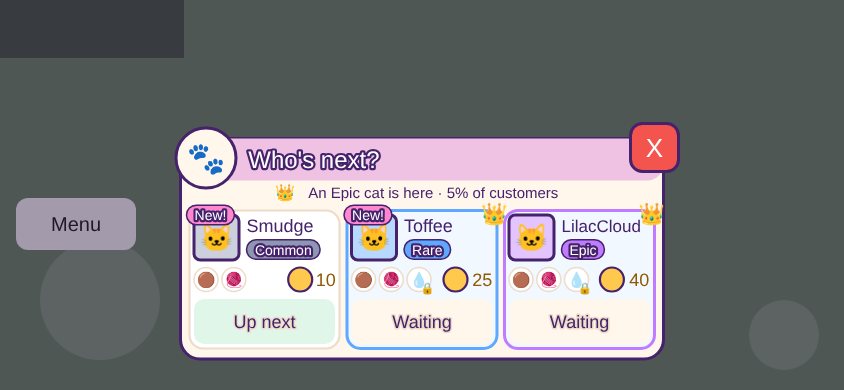 Who's next?
X
An Epic cat is here · 5% of customers
Menu
New!
Smudge
Common
10
Up next
New!
Toffee
Rare
25
Waiting
LilacCloud
Epic
40
Waiting